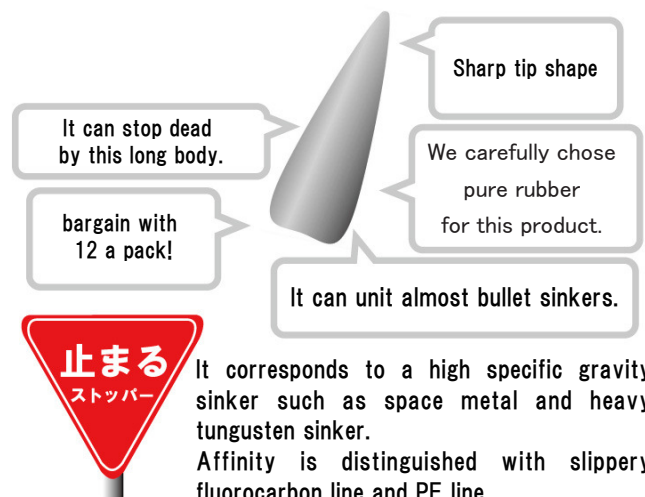 Sharp tip shape
It can stop dead
by this long body.
We carefully chose
pure rubber
for this product.
bargain with
12 a pack!
It can unit almost bullet sinkers.
止まる
ストッパー
It corresponds to a high specific gravity
sinker such as space metal and heavy
tungusten sinker.
Affinity is distinguished with slippery
fluorocarbon line and PE line.